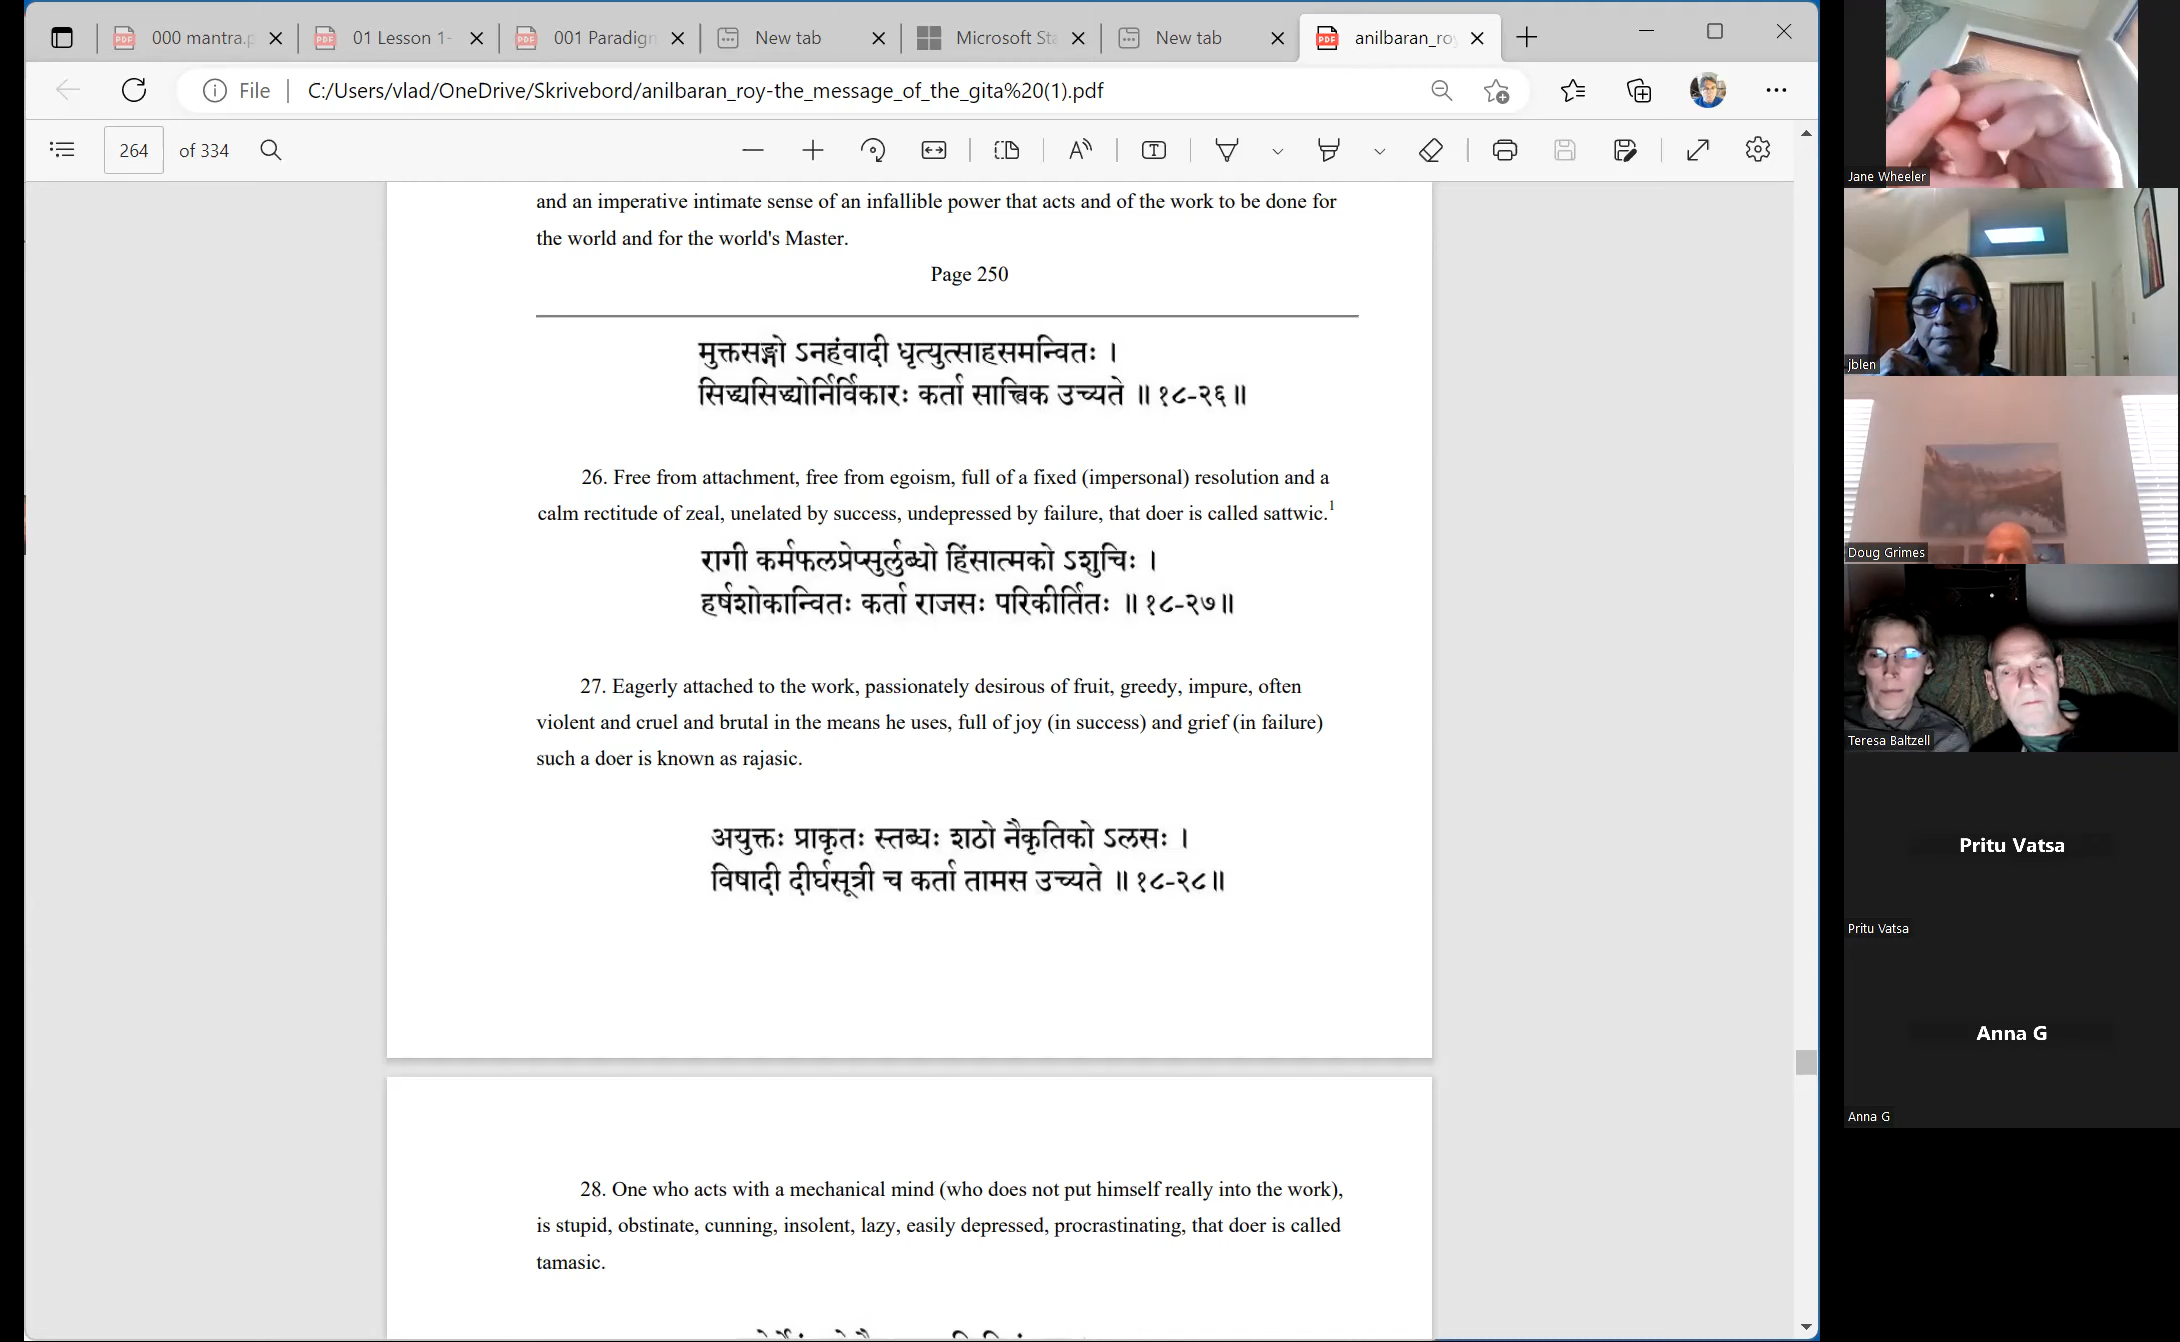 000 mantra.p
01 Lesson 1-
001 Paradign
New tab
Microsoft Sta
New tab
anilbaran_roy
File
C:/Users/vlad/OneDrive/Skrivebord/anilbaran_roy-the_message_of_the_gita%20(1).pdf
264 of 334
and an imperative intimate sense of an infallible power that acts and of the work to be done for
the world and for the world's Master.
Page 250
मुक्तसङ्गो ऽनहंवादी धृत्युत्साहसमन्वितः ।
सिद्ध्यसिद्ध्योर्निर्विकारः कर्ता सात्त्विक उच्यते ॥१८-२६॥
26. Free from attachment, free from egoism, full of a fixed (impersonal) resolution and a
calm rectitude of zeal, unelated by success, undepressed by failure, that doer is called sattwic.1
रागी कर्मफलप्रेप्सुर्लुब्धो हिंसात्मको ऽशुचिः ।
हर्षशोकान्वितः कर्ता राजसः परिकीर्तितः ॥१८-२७॥
27. Eagerly attached to the work, passionately desirous of fruit, greedy, impure, often
violent and cruel and brutal in the means he uses, full of joy (in success) and grief (in failure)
such a doer is known as rajasic.
अयुक्तः प्राकृतः स्तब्धः शठो नैकृतिको ऽलसः ।
विषादी दीर्घसूत्री च कर्ता तामस उच्यते ॥१८-२८॥
28. One who acts with a mechanical mind (who does not put himself really into the work),
is stupid, obstinate, cunning, insolent, lazy, easily depressed, procrastinating, that doer is called
tamasic.
Jane Wheeler
jblen
Doug Grimes
Teresa Baltzell
Pritu Vatsa
Pritu Vatsa
Anna G
Anna G